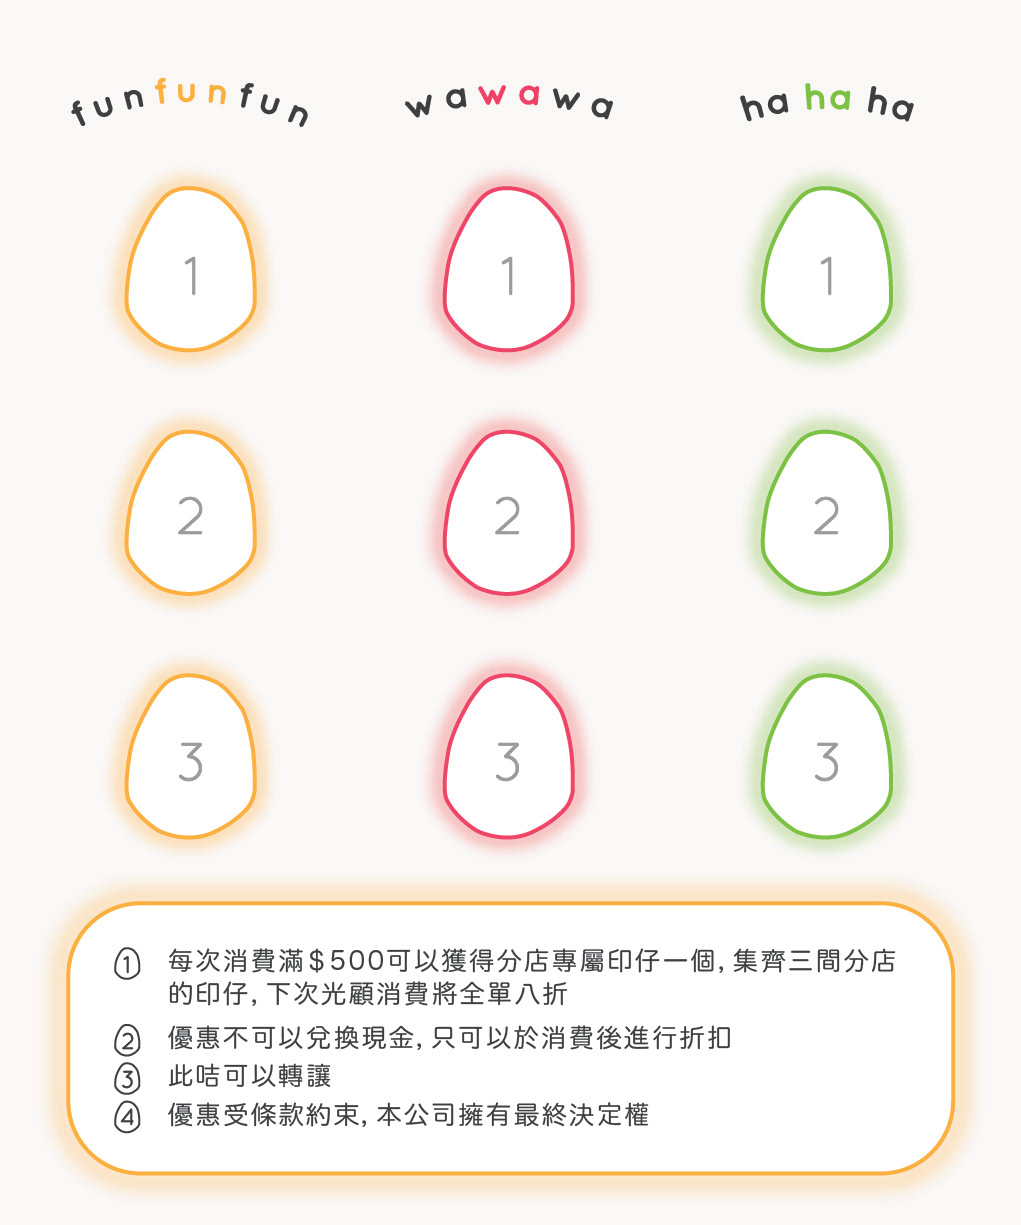 funfunfun wawawa hahaha
1 1 1
2 2 2
3 3 3
① 每次消費滿$500可以獲得分店專屬印仔一個, 集齊三間分店
的印仔, 下次光顧消費將全單八折
② 優惠不可以兌換現金, 只可以於消費後進行折扣
③ 此咭可以轉讓
④ 優惠受條款約束, 本公司擁有最終決定權